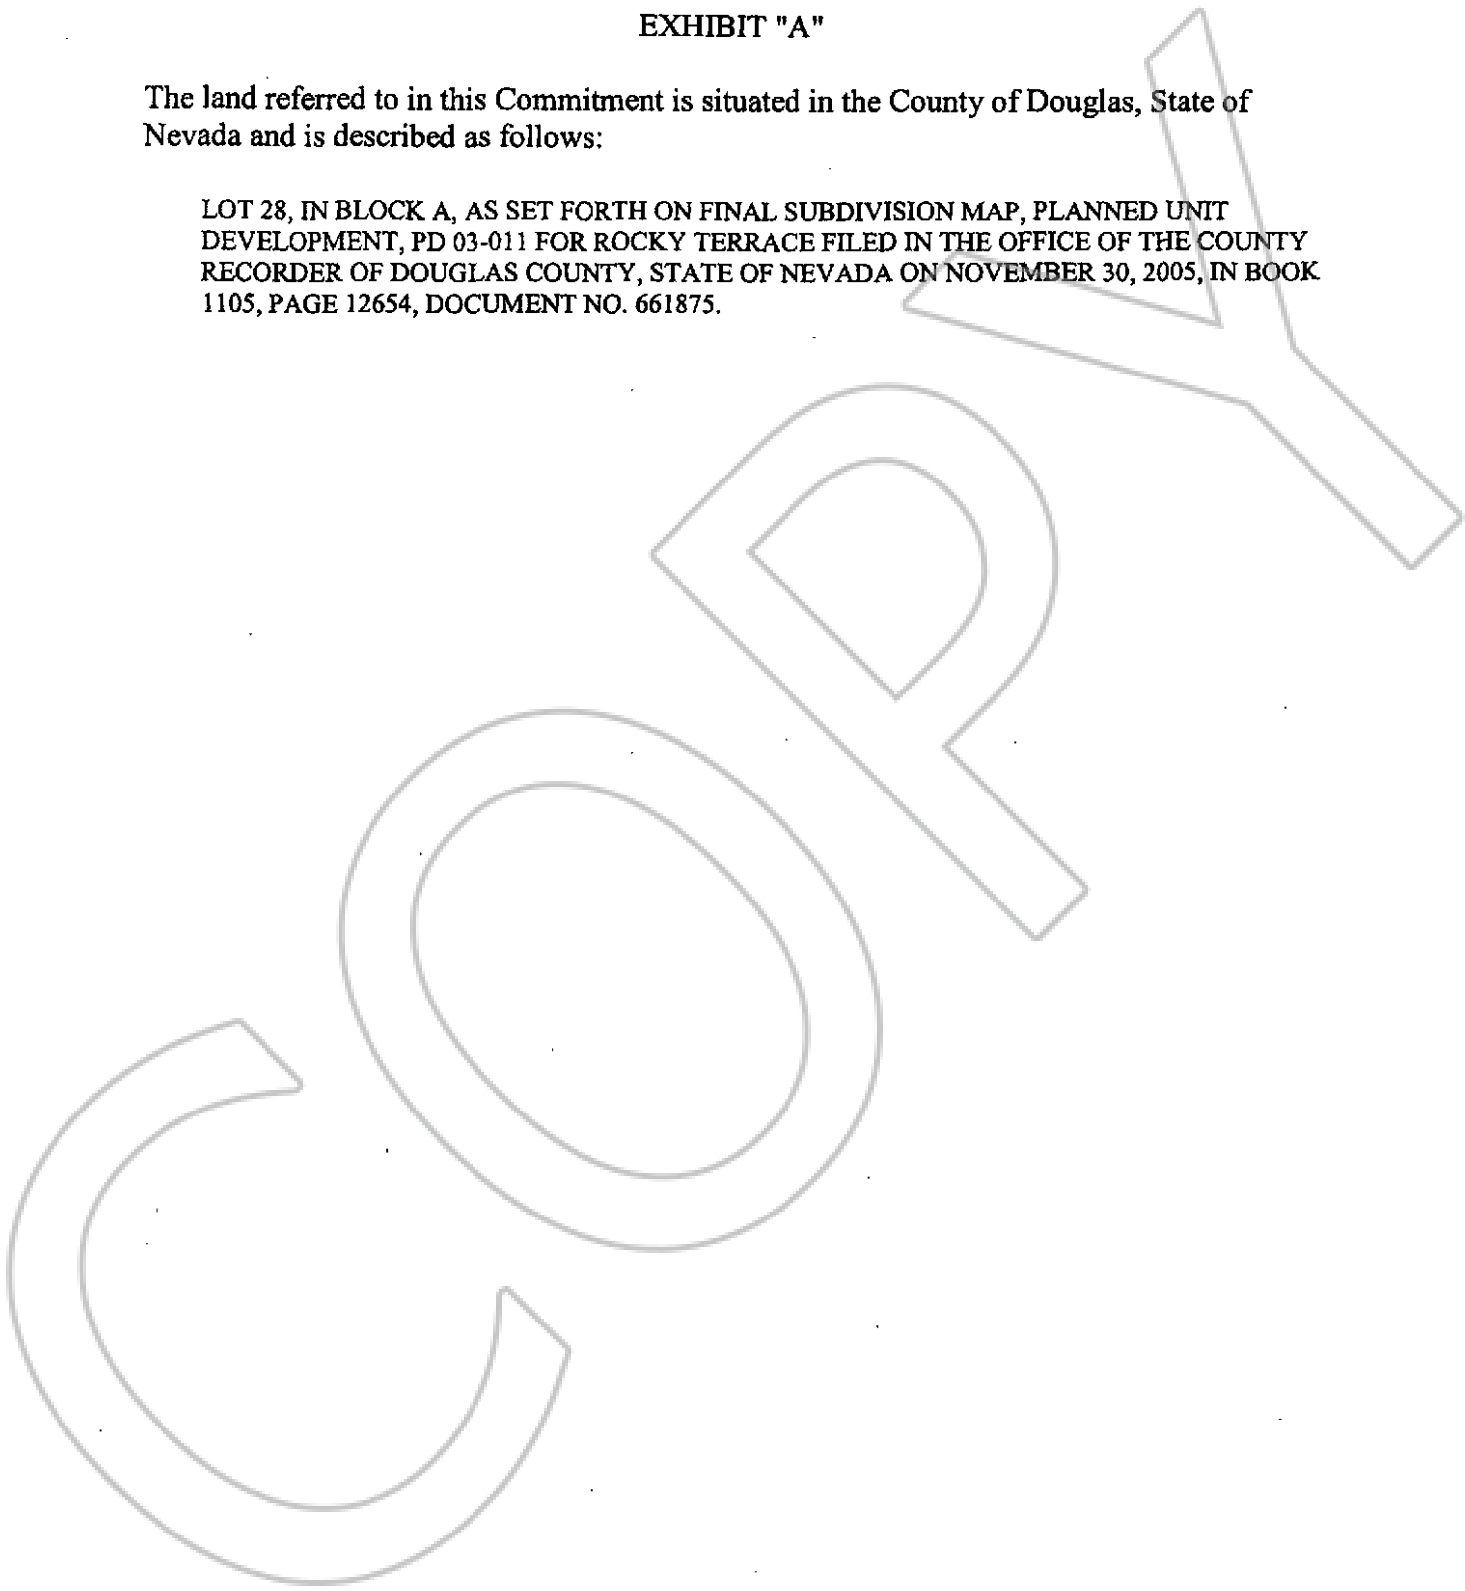 EXHIBIT "A"
The land referred to in this Commitment is situated in the County of Douglas, State of
Nevada and is described as follows:
LOT 28, IN BLOCK A, AS SET FORTH ON FINAL SUBDIVISION MAP, PLANNED UNIT
DEVELOPMENT, PD 03-011 FOR ROCKY TERRACE FILED IN THE OFFICE OF THE COUNTY
RECORDER OF DOUGLAS COUNTY, STATE OF NEVADA ON NOVEMBER 30, 2005, IN BOOK
1105, PAGE 12654, DOCUMENT NO. 661875.
COPY